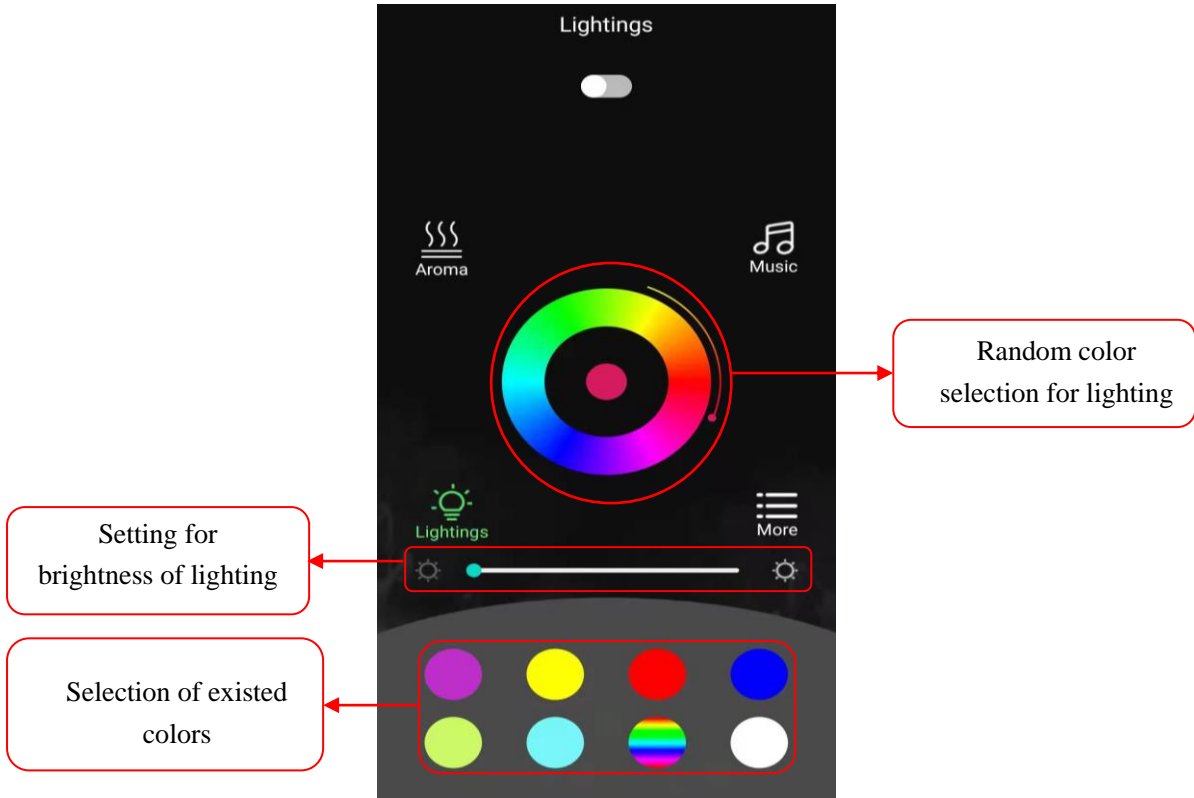 Lightings
Aroma
Music
Random color
selection for lighting
Lightings
More
Setting for
brightness of lighting
Selection of existed
colors